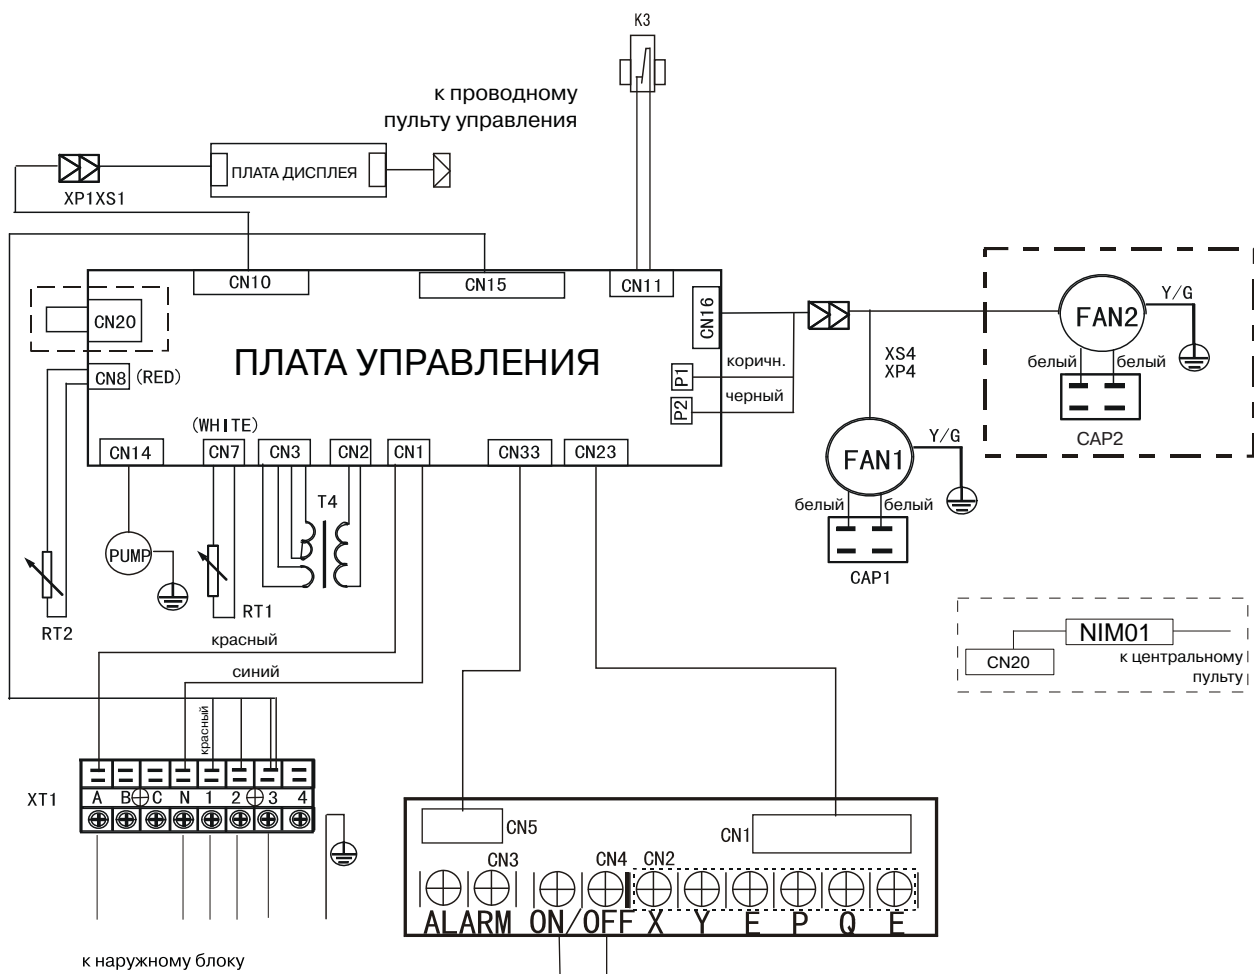 K3
к проводному
пульту управления
ПЛАТА ДИСПЛЕЯ
XP1XS1
CN10
CN15
CN11
CN20
CN16
ПЛАТА УПРАВЛЕНИЯ
CN8 (RED)
P1
P2
коричн.
черный
XS4
XP4
FAN2
Y/G
белый
белый
CAP2
(WHITE)
CN14
CN7
CN3
CN2
CN1
CN33
CN23
FAN1
Y/G
белый
белый
CAP1
T4
PUMP
RT1
RT2
красный
синий
красный
NIM01
CN20
к центральному
пульту
XT1
A B C N 1 2 3 4
CN5
CN1
CN3
CN4
CN2
ALARM ON/OFF X Y E P Q E
к наружному блоку